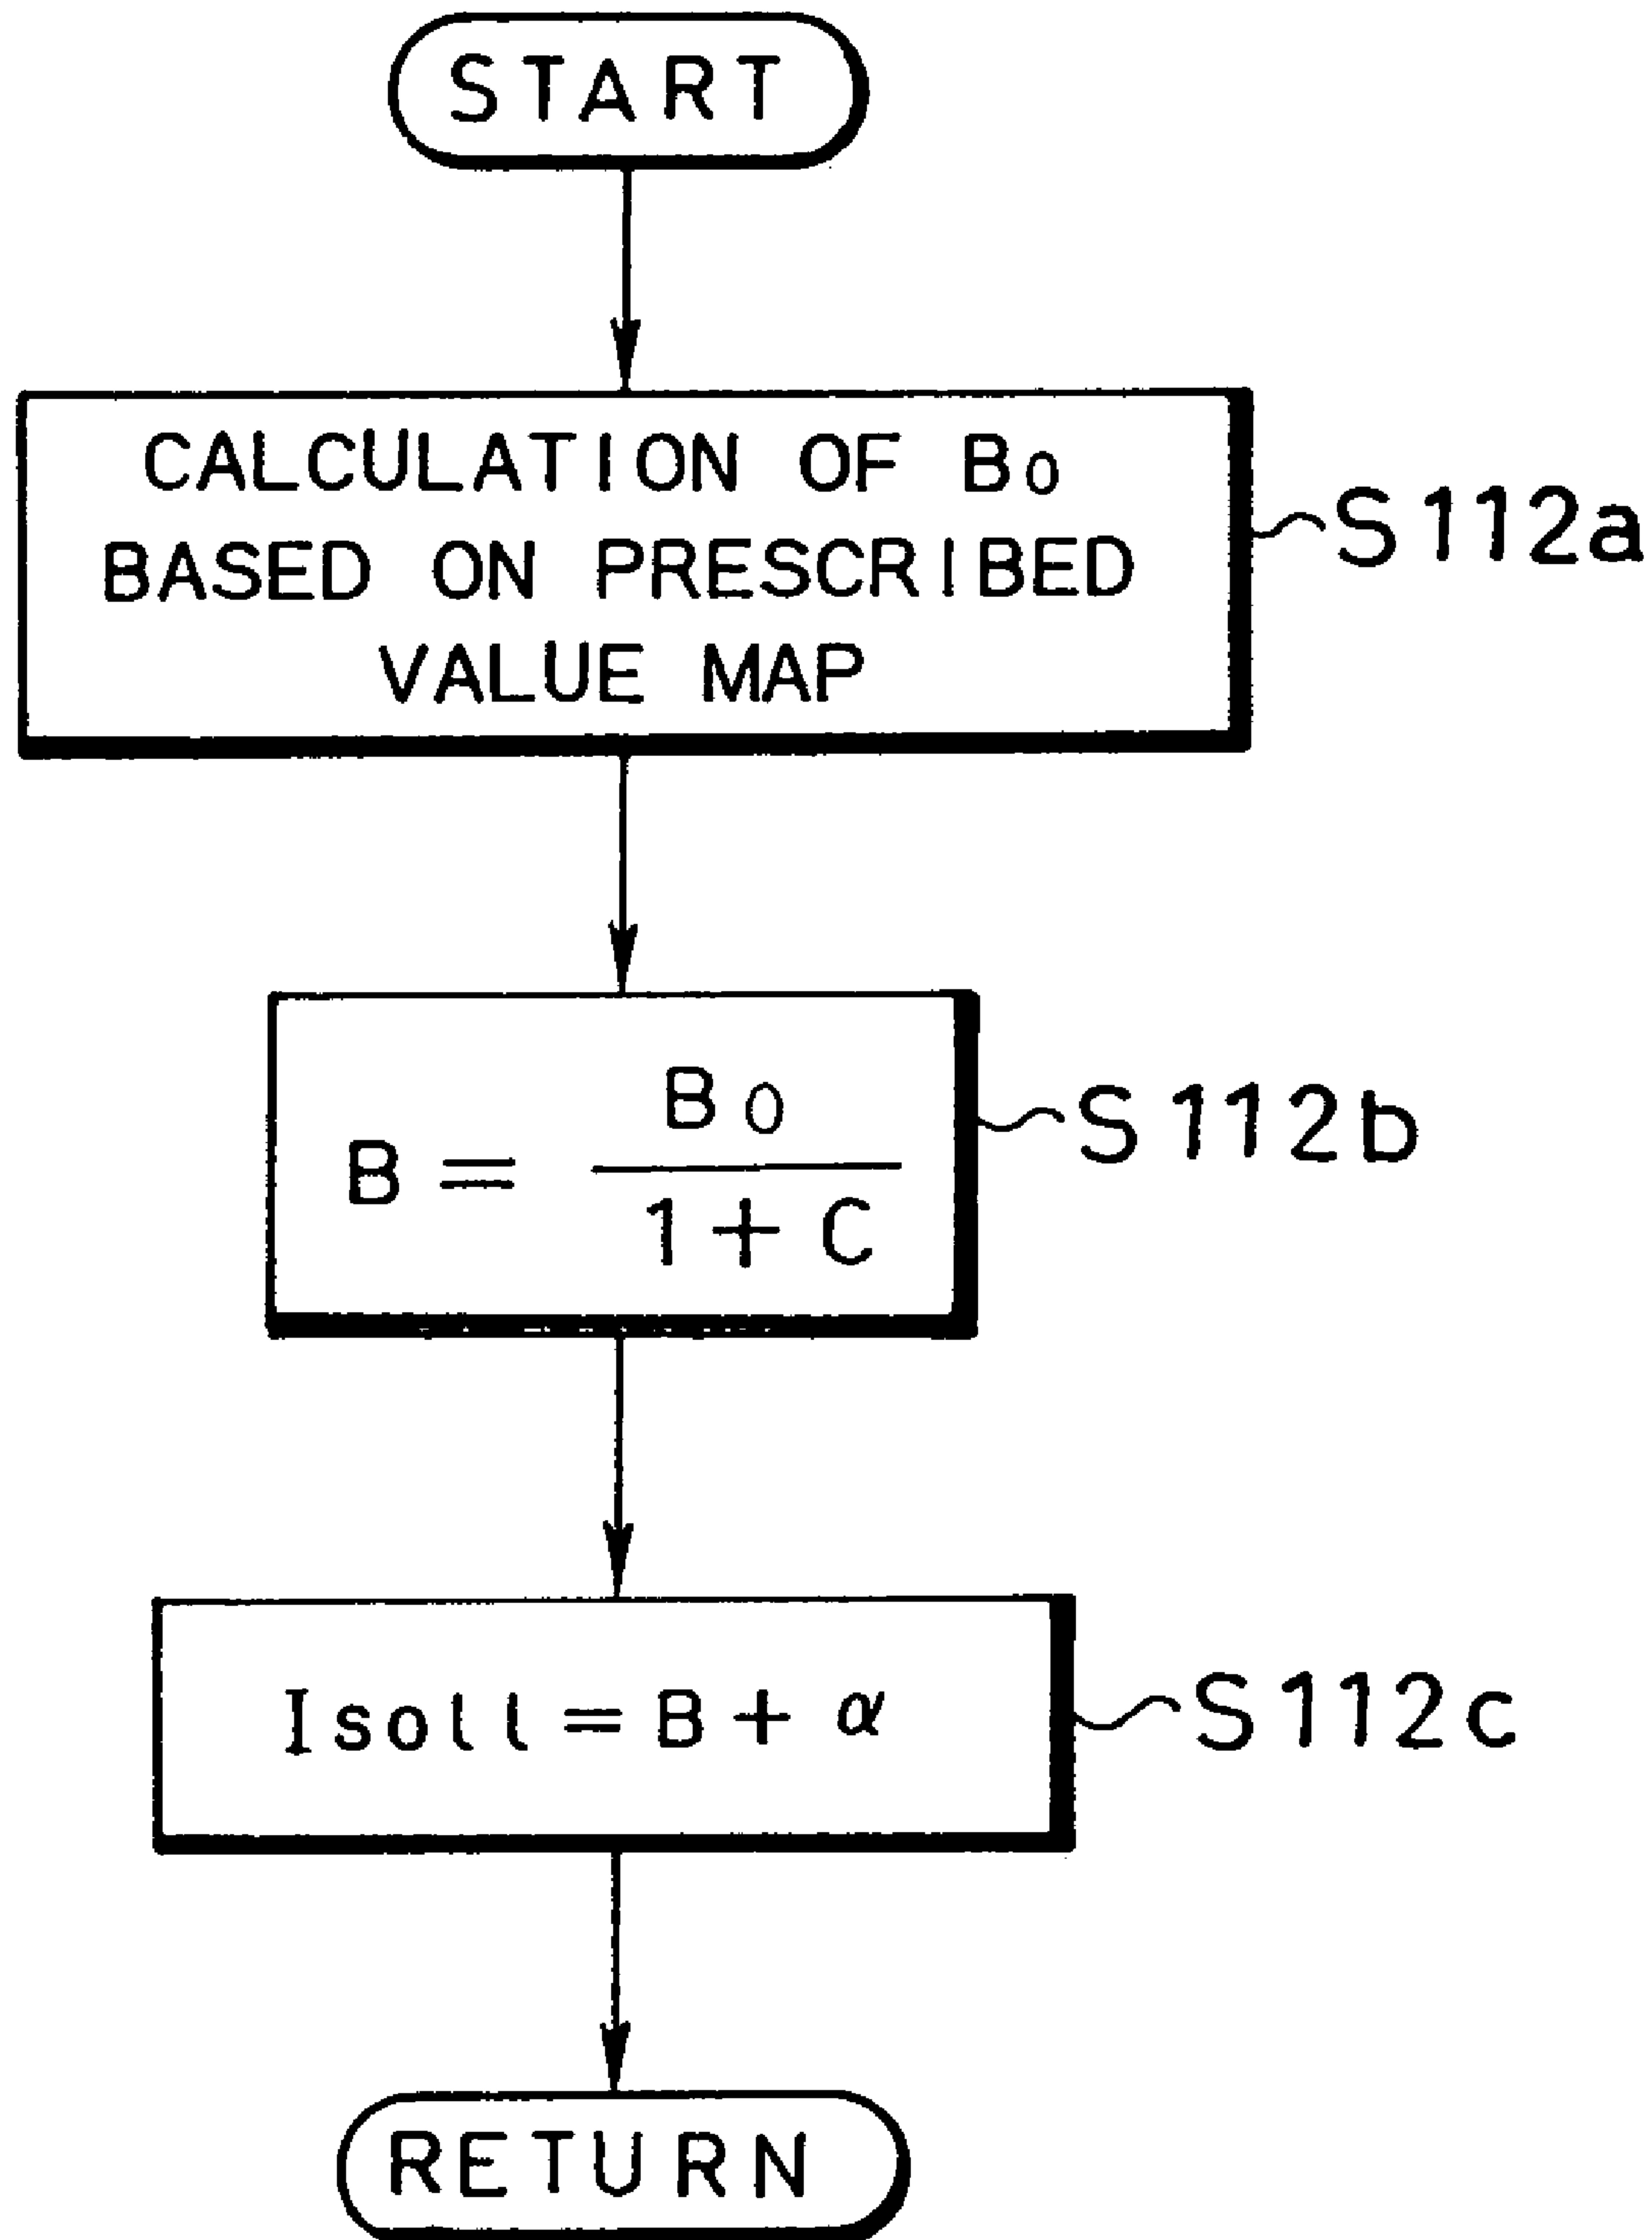 START
CALCULATION OF B₀
BASED ON PRESCRIBED
VALUE MAP
S112a
B = B₀ / (1 + C)
S112b
Isoll = B + α
S112c
RETURN